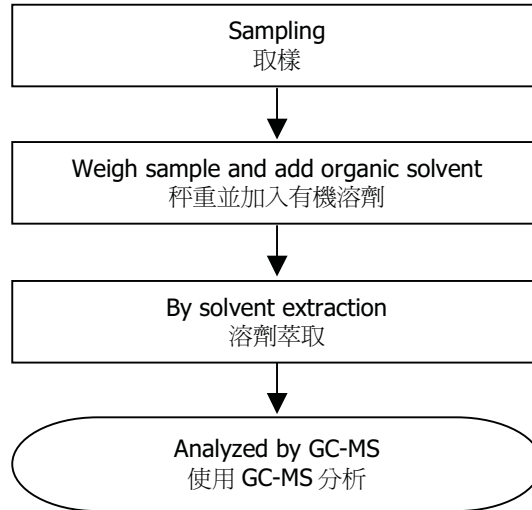 Sampling
取樣
Weigh sample and add organic solvent
秤重並加入有機溶劑
By solvent extraction
溶劑萃取
Analyzed by GC-MS
使用 GC-MS 分析